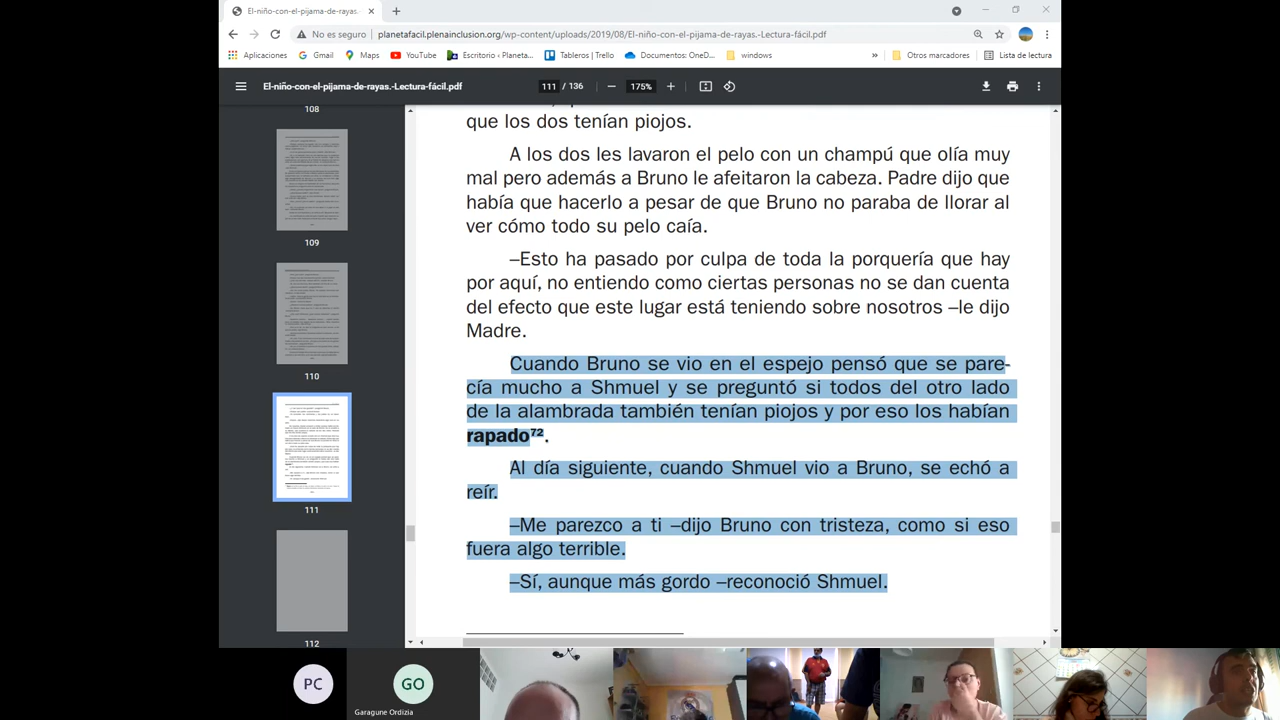 El-niño-con-el-pijama-de-rayas.-
No es seguro
planetafacil.plenainclusion.org/wp-content/uploads/2019/08/El-niño-con-el-pijama-de-rayas.-Lectura-fácil.pdf
Aplicaciones Gmail Maps YouTube Escritorio ‹ Planeta... Tableros | Trello Documentos: OneD... windows » Otros marcadores Lista de lectura
El-niño-con-el-pijama-de-rayas.-Lectura-fácil.pdf 111 / 136 175%
108
109
110
111
112
que los dos tenían piojos.
A los dos les lavaron el pelo con un champú que olía muy
mal pero además a Bruno le afeitaron la cabeza. Padre dijo que
había que hacerlo a pesar de que Bruno no paraba de llorar al
ver cómo todo su pelo caía.
–Esto ha pasado por culpa de toda la porquería que hay
por aquí, no entiendo como ciertas personas no se dan cuenta
del efecto que este lugar está teniendo sobre nosotros –le dijo
Madre.
Cuando Bruno se vio en el espejo pensó que se pare-
cía mucho a Shmuel y se preguntó si todos del otro lado
de la alambrada también tenían piojos y por eso los habían
rapado⁷².
Al día siguiente, cuando Shmuel vio a Bruno, se echó a
reír.
–Me parezco a ti –dijo Bruno con tristeza, como si eso
fuera algo terrible.
–Sí, aunque más gordo –reconoció Shmuel.
PC
GO
Garagune Ordizia